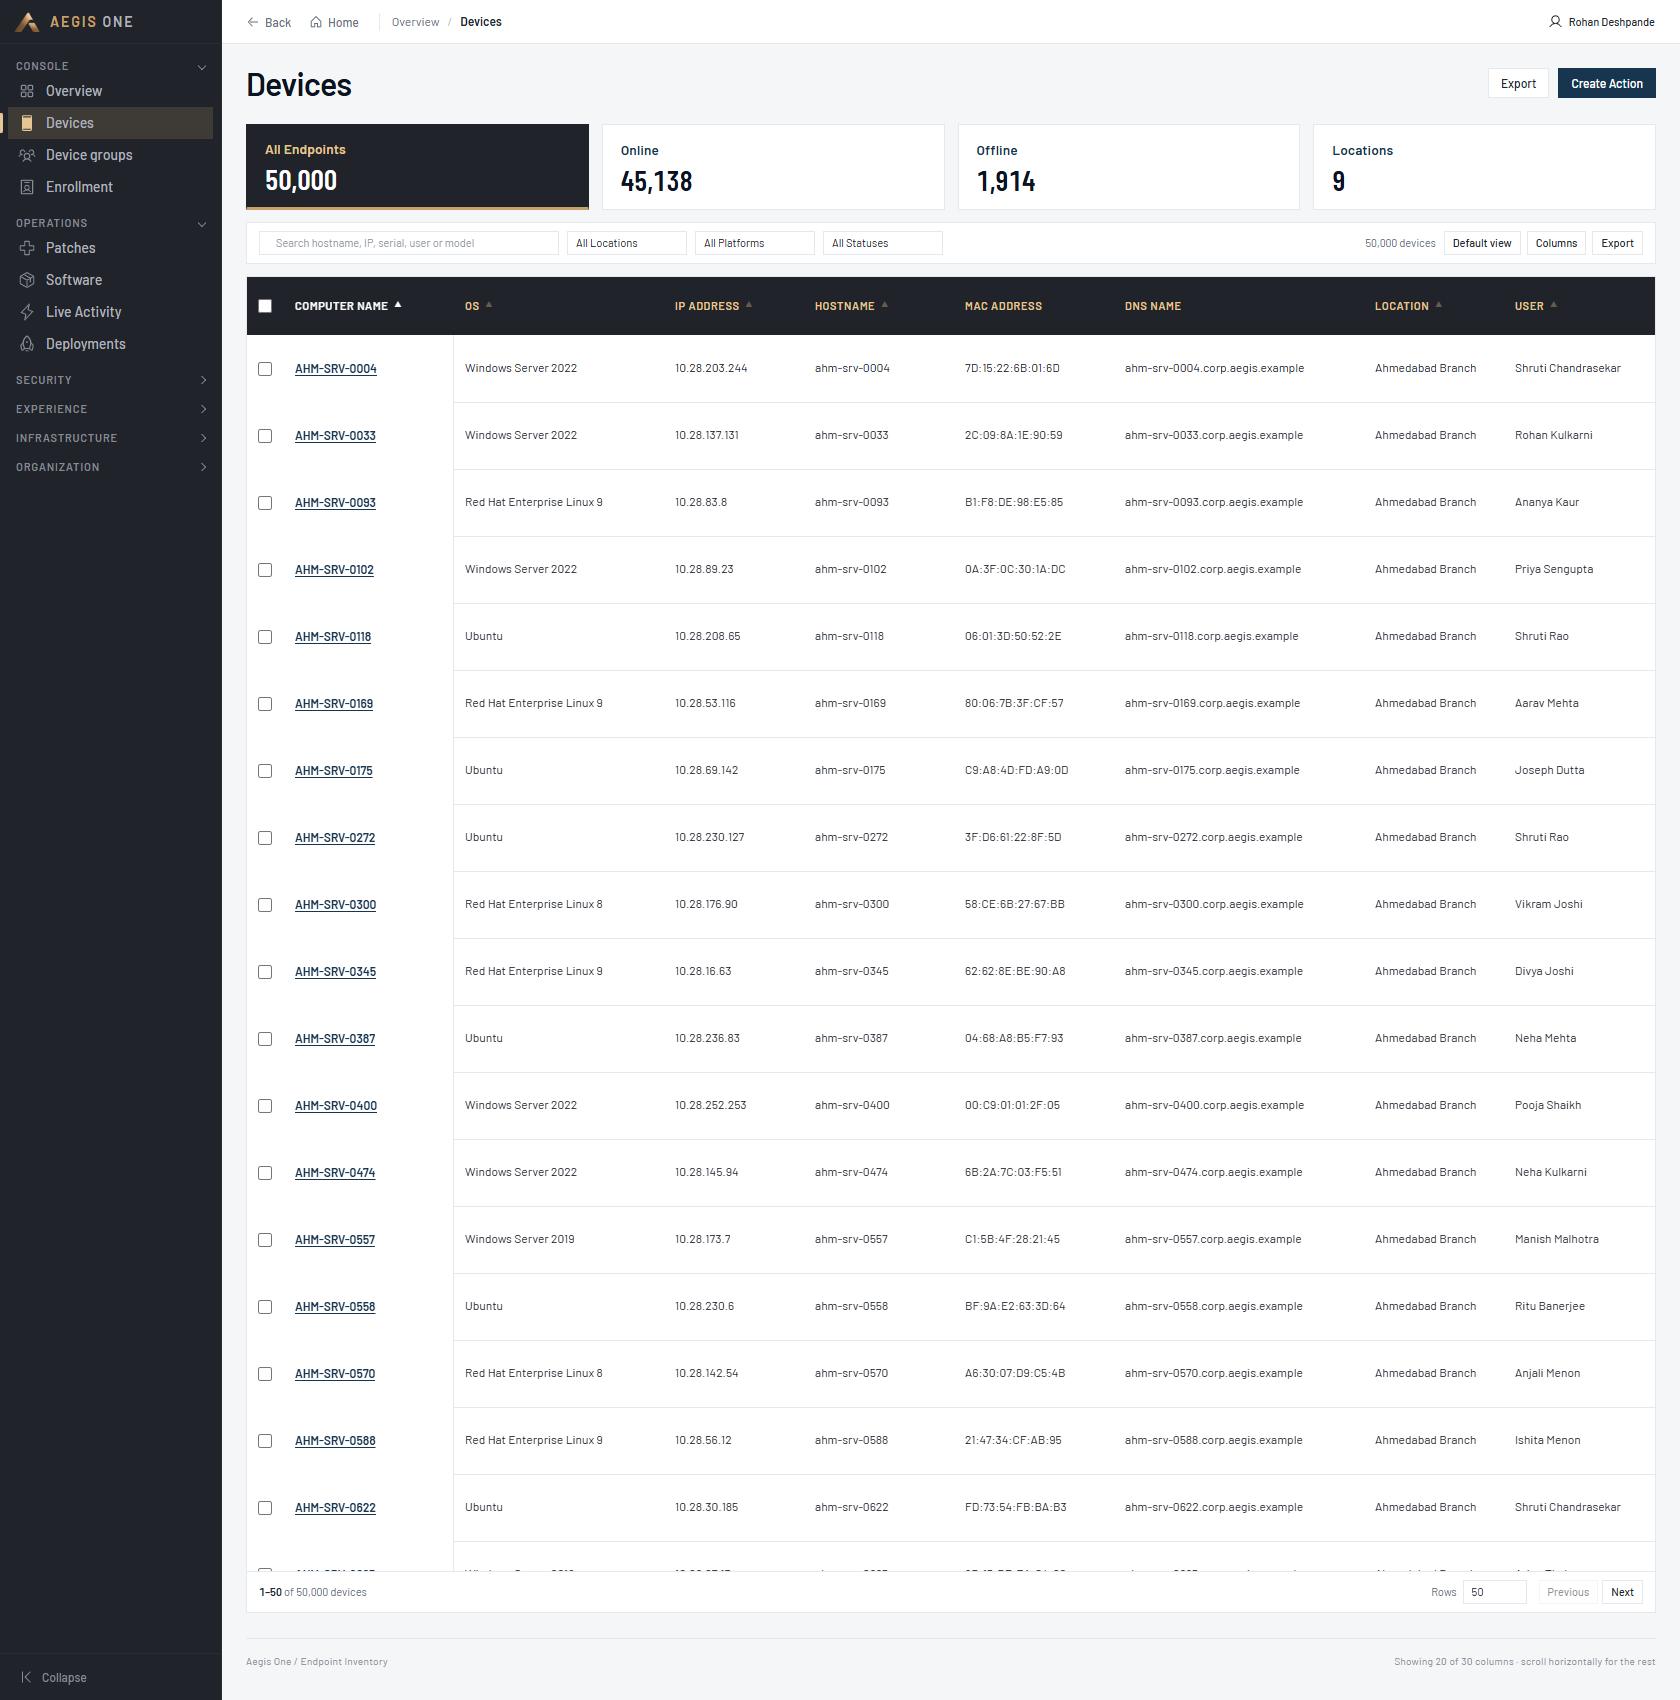 AEGIS ONE
Back Home Overview / Devices
Rohan Deshpande
CONSOLE
Overview
Devices
Device groups
Enrollment
OPERATIONS
Patches
Software
Live Activity
Deployments
SECURITY
EXPERIENCE
INFRASTRUCTURE
ORGANIZATION
Collapse
Devices
Export Create Action
All Endpoints
50,000
Online
45,138
Offline
1,914
Locations
9
Search hostname, IP, serial, user or model All Locations All Platforms All Statuses 50,000 devices Default view Columns Export
COMPUTER NAME OS IP ADDRESS HOSTNAME MAC ADDRESS DNS NAME LOCATION USER
AHM-SRV-0004 Windows Server 2022 10.28.203.244 ahm-srv-0004 7D:15:22:6B:01:6D ahm-srv-0004.corp.aegis.example Ahmedabad Branch Shruti Chandrasekar
AHM-SRV-0033 Windows Server 2022 10.28.137.131 ahm-srv-0033 2C:09:8A:1E:90:59 ahm-srv-0033.corp.aegis.example Ahmedabad Branch Rohan Kulkarni
AHM-SRV-0093 Red Hat Enterprise Linux 9 10.28.83.8 ahm-srv-0093 B1:F8:DE:98:E5:85 ahm-srv-0093.corp.aegis.example Ahmedabad Branch Ananya Kaur
AHM-SRV-0102 Windows Server 2022 10.28.89.23 ahm-srv-0102 0A:3F:0C:30:1A:DC ahm-srv-0102.corp.aegis.example Ahmedabad Branch Priya Sengupta
AHM-SRV-0118 Ubuntu 10.28.208.65 ahm-srv-0118 06:01:3D:50:52:2E ahm-srv-0118.corp.aegis.example Ahmedabad Branch Shruti Rao
AHM-SRV-0169 Red Hat Enterprise Linux 9 10.28.53.116 ahm-srv-0169 80:06:7B:3F:CF:57 ahm-srv-0169.corp.aegis.example Ahmedabad Branch Aarav Mehta
AHM-SRV-0175 Ubuntu 10.28.69.142 ahm-srv-0175 C9:A8:4D:FD:A9:0D ahm-srv-0175.corp.aegis.example Ahmedabad Branch Joseph Dutta
AHM-SRV-0272 Ubuntu 10.28.230.127 ahm-srv-0272 3F:D6:61:22:8F:5D ahm-srv-0272.corp.aegis.example Ahmedabad Branch Shruti Rao
AHM-SRV-0300 Red Hat Enterprise Linux 8 10.28.176.90 ahm-srv-0300 58:CE:6B:27:67:BB ahm-srv-0300.corp.aegis.example Ahmedabad Branch Vikram Joshi
AHM-SRV-0345 Red Hat Enterprise Linux 9 10.28.16.63 ahm-srv-0345 62:62:8E:BE:90:A8 ahm-srv-0345.corp.aegis.example Ahmedabad Branch Divya Joshi
AHM-SRV-0387 Ubuntu 10.28.236.83 ahm-srv-0387 04:68:A8:B5:F7:93 ahm-srv-0387.corp.aegis.example Ahmedabad Branch Neha Mehta
AHM-SRV-0400 Windows Server 2022 10.28.252.253 ahm-srv-0400 00:C9:01:01:2F:05 ahm-srv-0400.corp.aegis.example Ahmedabad Branch Pooja Shaikh
AHM-SRV-0474 Windows Server 2022 10.28.145.94 ahm-srv-0474 6B:2A:7C:03:F5:51 ahm-srv-0474.corp.aegis.example Ahmedabad Branch Neha Kulkarni
AHM-SRV-0557 Windows Server 2019 10.28.173.7 ahm-srv-0557 C1:5B:4F:28:21:45 ahm-srv-0557.corp.aegis.example Ahmedabad Branch Manish Malhotra
AHM-SRV-0558 Ubuntu 10.28.230.6 ahm-srv-0558 BF:9A:E2:63:3D:64 ahm-srv-0558.corp.aegis.example Ahmedabad Branch Ritu Banerjee
AHM-SRV-0570 Red Hat Enterprise Linux 8 10.28.142.54 ahm-srv-0570 A6:30:07:D9:C5:4B ahm-srv-0570.corp.aegis.example Ahmedabad Branch Anjali Menon
AHM-SRV-0588 Red Hat Enterprise Linux 9 10.28.56.12 ahm-srv-0588 21:47:34:CF:AB:95 ahm-srv-0588.corp.aegis.example Ahmedabad Branch Ishita Menon
AHM-SRV-0622 Ubuntu 10.28.30.185 ahm-srv-0622 FD:73:54:FB:BA:B3 ahm-srv-0622.corp.aegis.example Ahmedabad Branch Shruti Chandrasekar
1–50 of 50,000 devices Rows 50 Previous Next
Aegis One / Endpoint Inventory Showing 20 of 30 columns · scroll horizontally for the rest